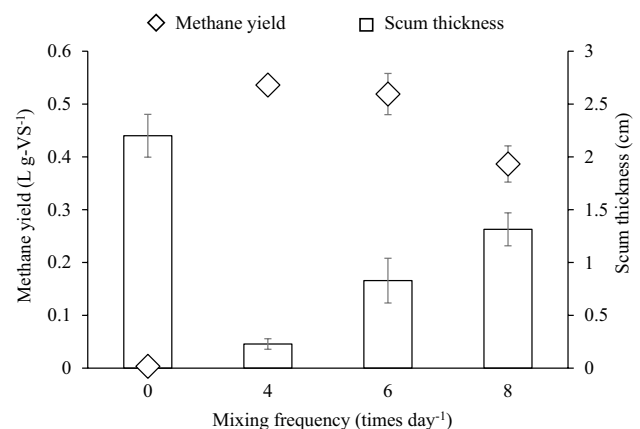 Methane yield
Scum thickness
Methane yield (L g-VS⁻¹)
0.6
0.5
0.4
0.3
0.2
0.1
0
3
2.5
2
1.5
1
0.5
0
Scum thickness (cm)
0 4 6 8
Mixing frequency (times day⁻¹)